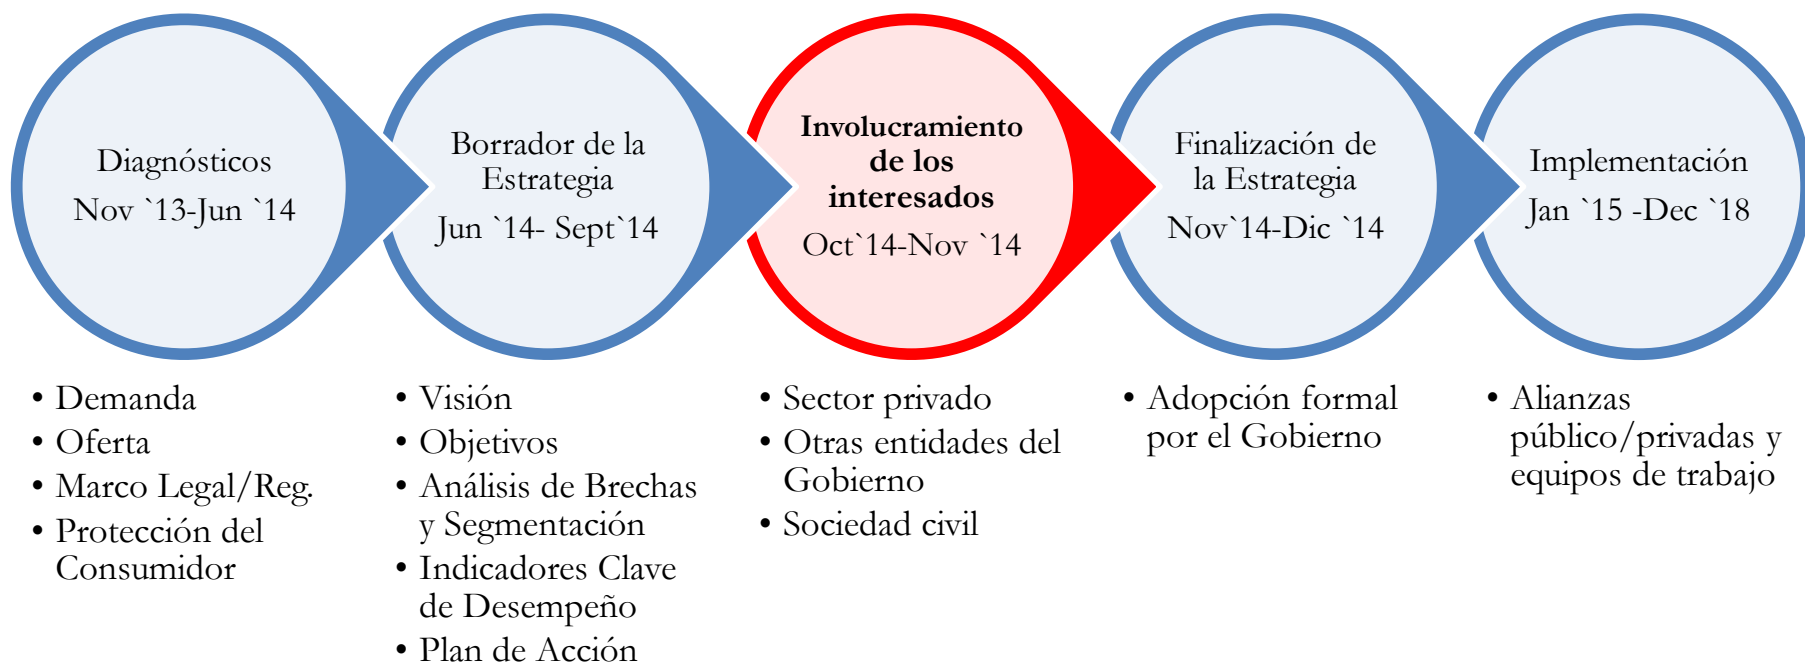 Diagnósticos
Nov `13-Jun `14
Borrador de la
Estrategia
Jun `14- Sept`14
Involucramiento
de los
interesados
Oct`14-Nov `14
Finalización de
la Estrategia
Nov`14-Dic `14
Implementación
Jan `15 -Dec `18
• Demanda
• Oferta
• Marco Legal/Reg.
• Protección del
Consumidor
• Visión
• Objetivos
• Análisis de Brechas
y Segmentación
• Indicadores Clave
de Desempeño
• Plan de Acción
• Sector privado
• Otras entidades del
Gobierno
• Sociedad civil
• Adopción formal
por el Gobierno
• Alianzas
público/privadas y
equipos de trabajo